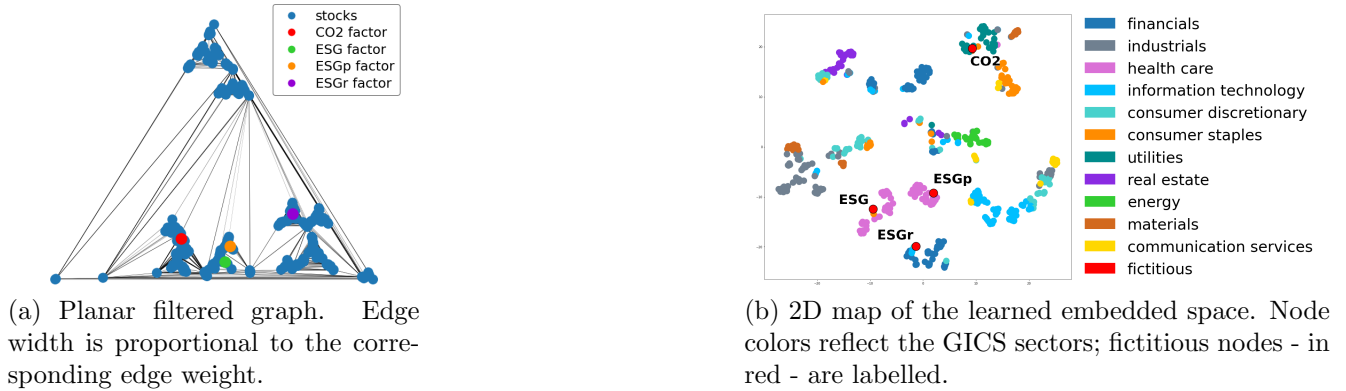 stocks
CO2 factor
ESG factor
ESGp factor
ESGr factor
(a) Planar filtered graph. Edge
width is proportional to the corre-
sponding edge weight.
CO2
ESGp
ESG
ESGr
financials
industrials
health care
information technology
consumer discretionary
consumer staples
utilities
real estate
energy
materials
communication services
fictitious
(b) 2D map of the learned embedded space. Node
colors reflect the GICS sectors; fictitious nodes - in
red - are labelled.